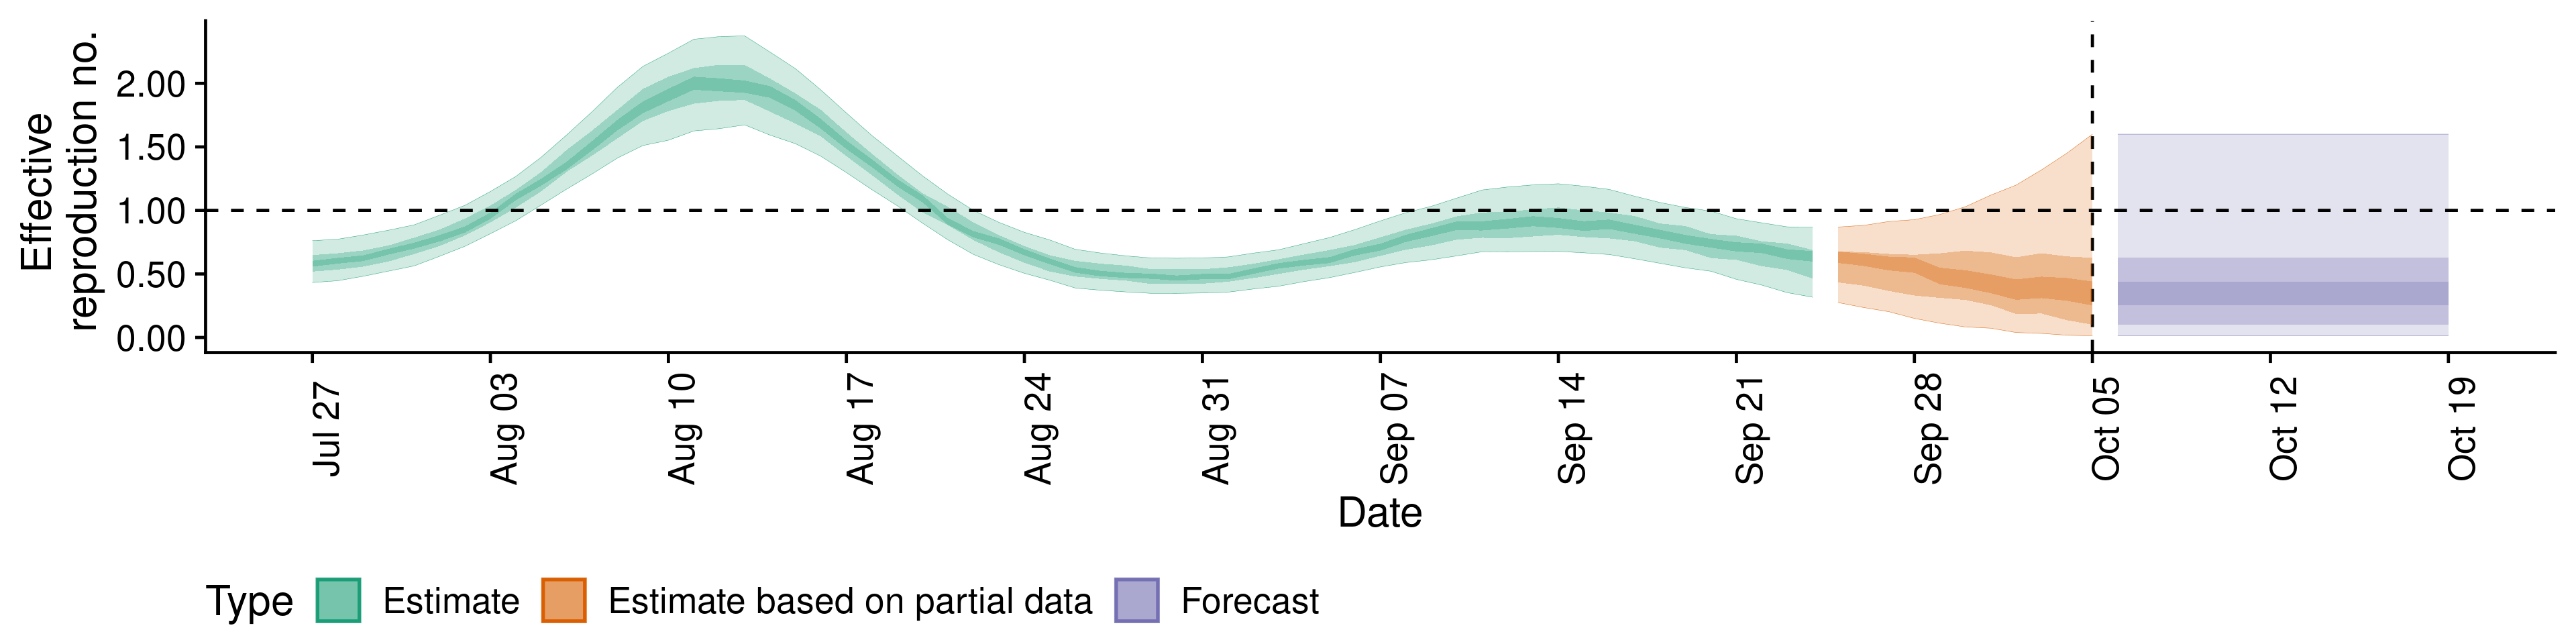 Effective
reproduction no.
2.00
1.50
1.00
0.50
0.00
Jul 27
Aug 03
Aug 10
Aug 17
Aug 24
Aug 31
Sep 07
Sep 14
Sep 21
Sep 28
Oct 05
Oct 12
Oct 19
Date
Type Estimate Estimate based on partial data Forecast